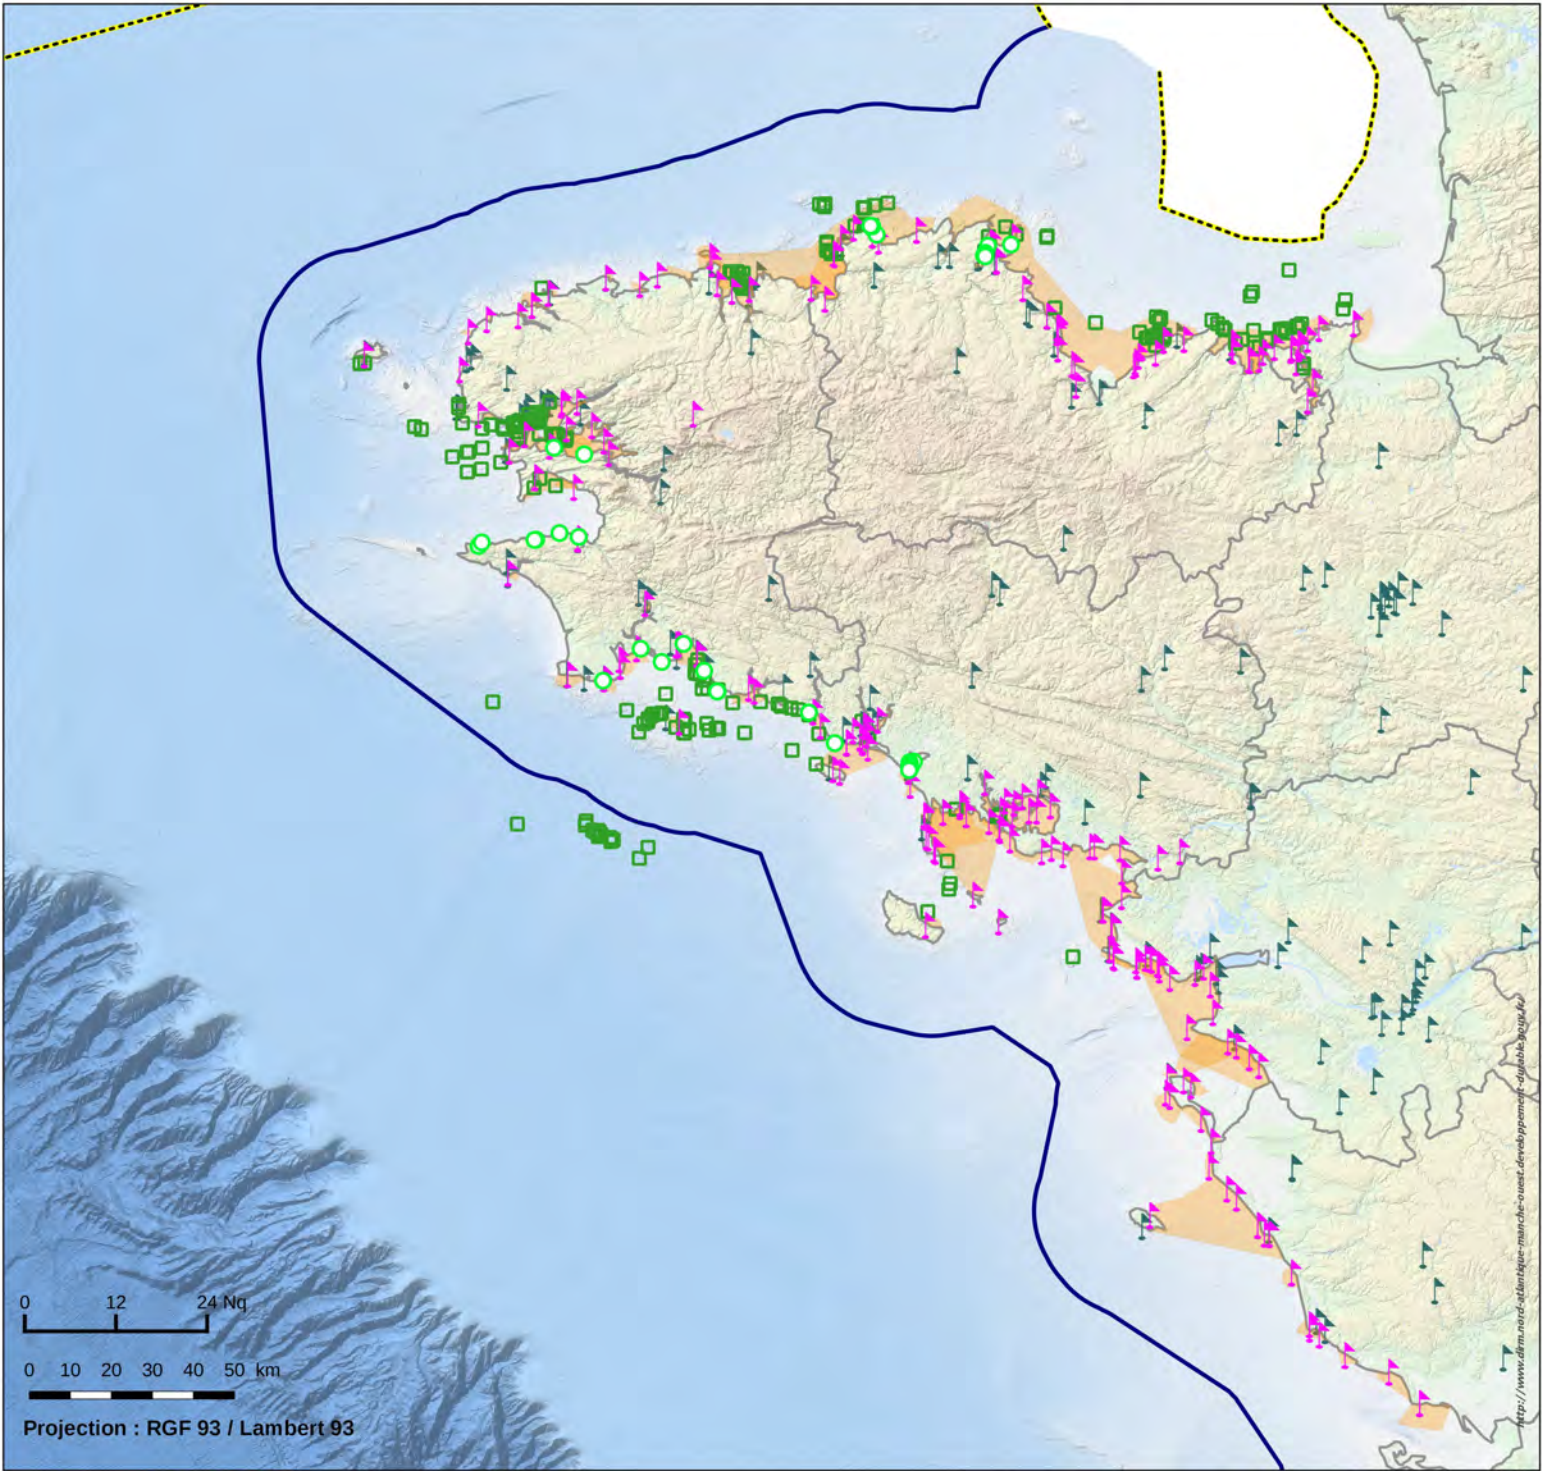 0 12 24 Nq
0 10 20 30 40 50 km
Projection : RGF 93 / Lambert 93
http://www.dirm.nord-atlantique-manche-ouest.developpement-durable.gouv.fr/